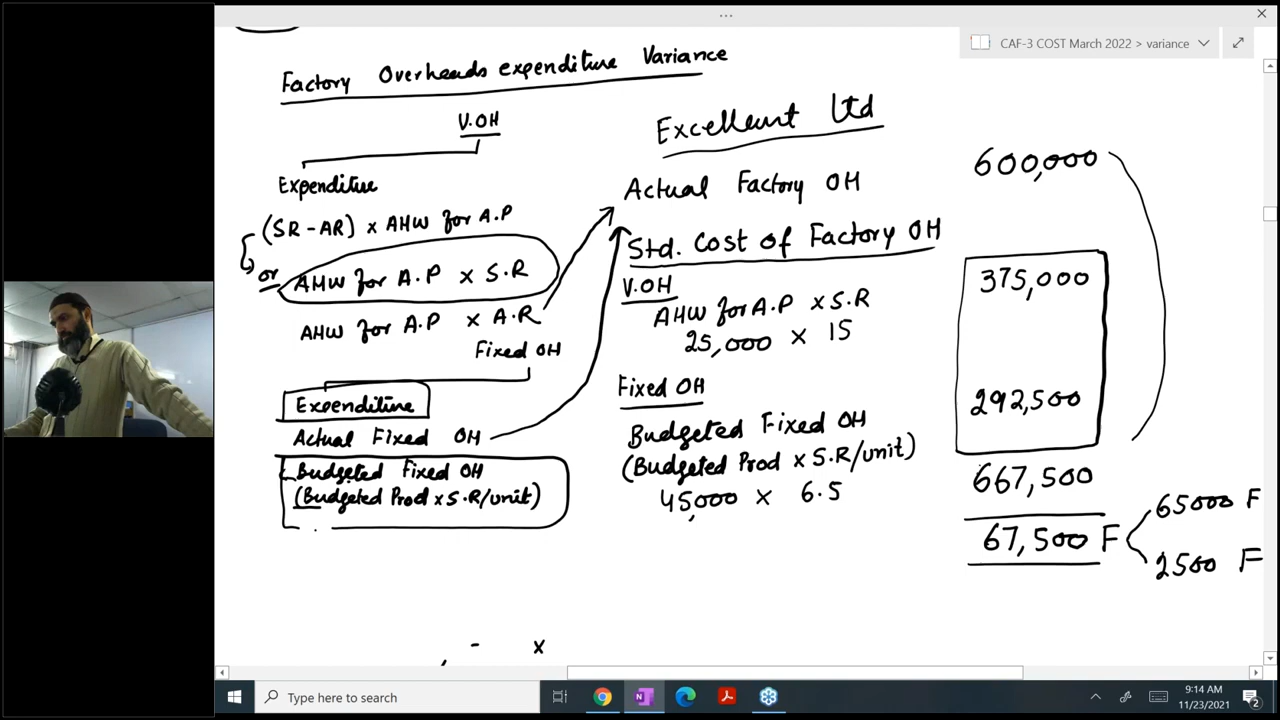 CAF-3 COST March 2022 > variance
Factory Overheads expenditure Variance
V.OH
Expenditure
(SR-AR) x AHW for A.P
or
AHW for A.P x S.R
AHW for A.P x A.R
Fixed OH
Expenditure
Actual Fixed OH
Budgeted Fixed OH
(Budgeted Prod x S.R/unit)
Excellent Ltd
Actual Factory OH 600,000
Std. Cost of Factory OH
V.OH
AHW for A.P x S.R 375,000
25,000 x 15
Fixed OH
Budgeted Fixed OH 292,500
(Budgeted Prod x S.R/unit)
45,000 x 6.5 667,500
67,500 F
65000 F
2500 F
x
Type here to search
9:14 AM
11/23/2021
2